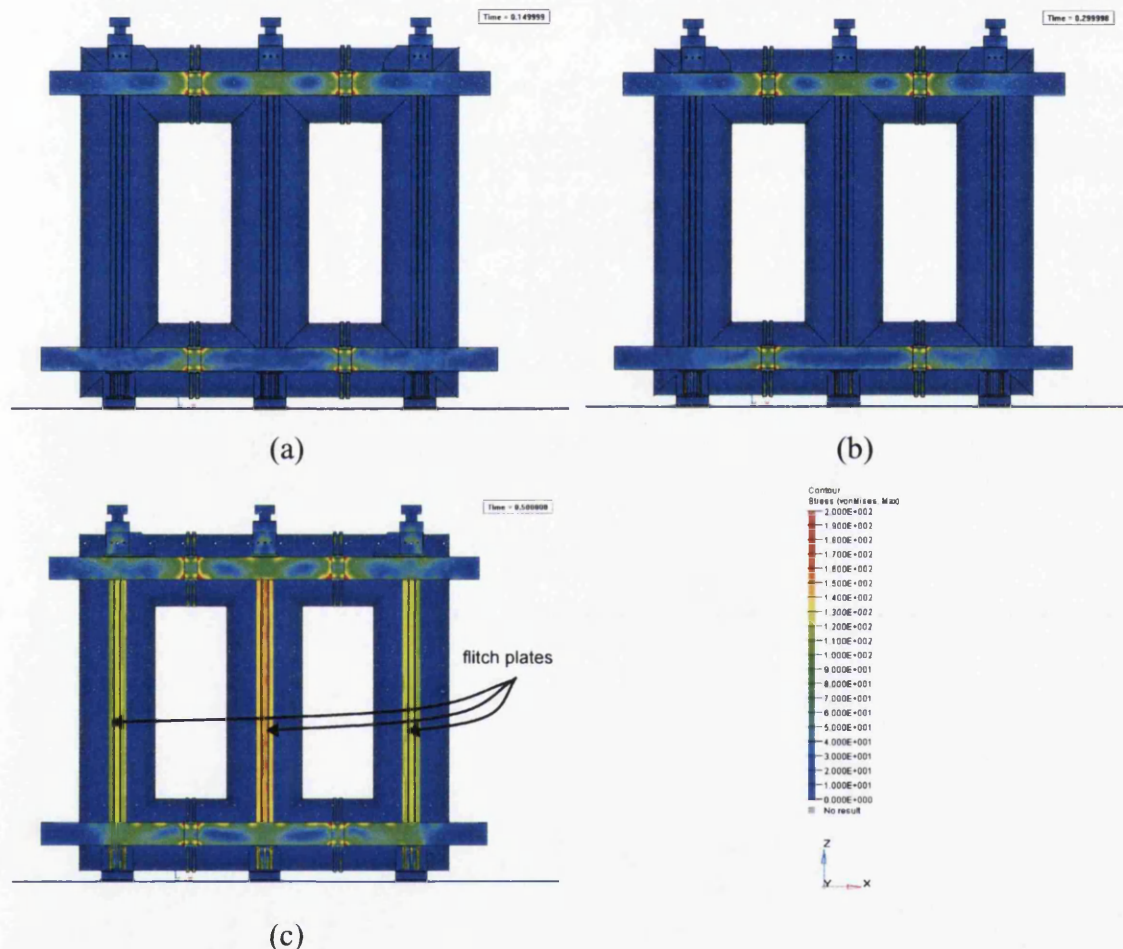 Time = 0.149999
Time = 0.299998
(a)
(b)
Time = 0.500000
flitch plates
(c)
Contour
Stress (vonMises, Max)
2.000E+002
1.900E+002
1.800E+002
1.700E+002
1.600E+002
1.500E+002
1.400E+002
1.300E+002
1.200E+002
1.100E+002
1.000E+002
9.000E+001
8.000E+001
7.000E+001
6.000E+001
5.000E+001
4.000E+001
3.000E+001
2.000E+001
1.000E+001
0.000E+000
No result
Z
Y
X